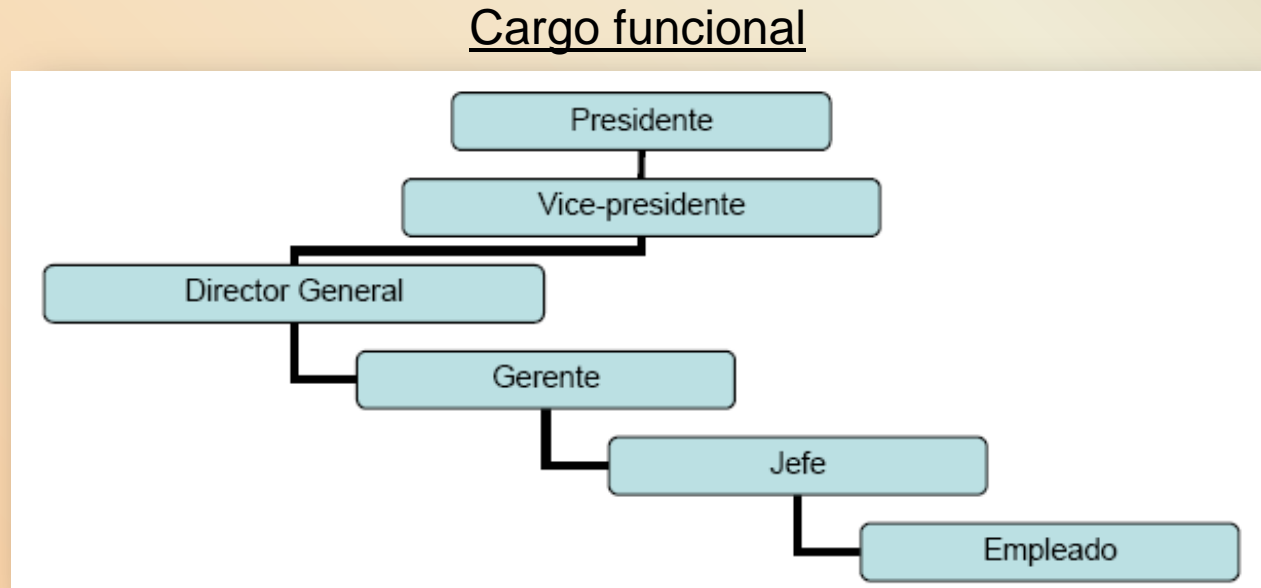 Cargo funcional
Presidente
Vice-presidente
Director General
Gerente
Jefe
Empleado